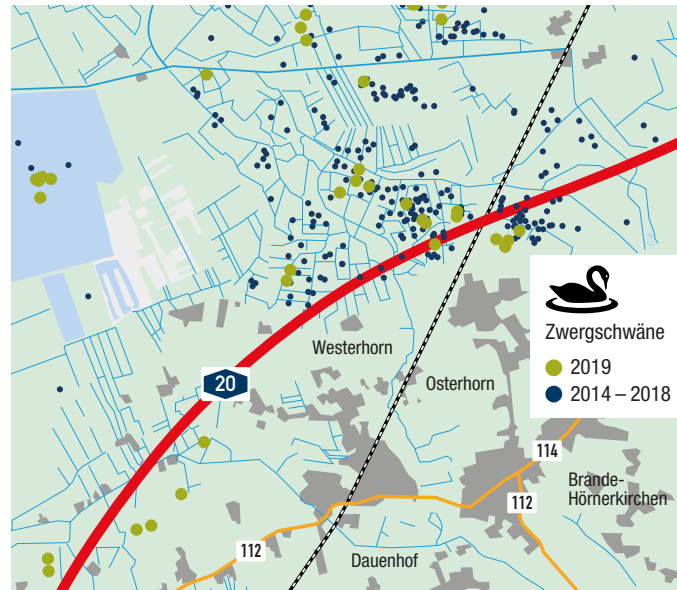 Westerhorn
Zwergschwäne
2019
2014 – 2018
20
Osterhorn
114
Brande-
Hörnerkirchen
112
112
Dauenhof